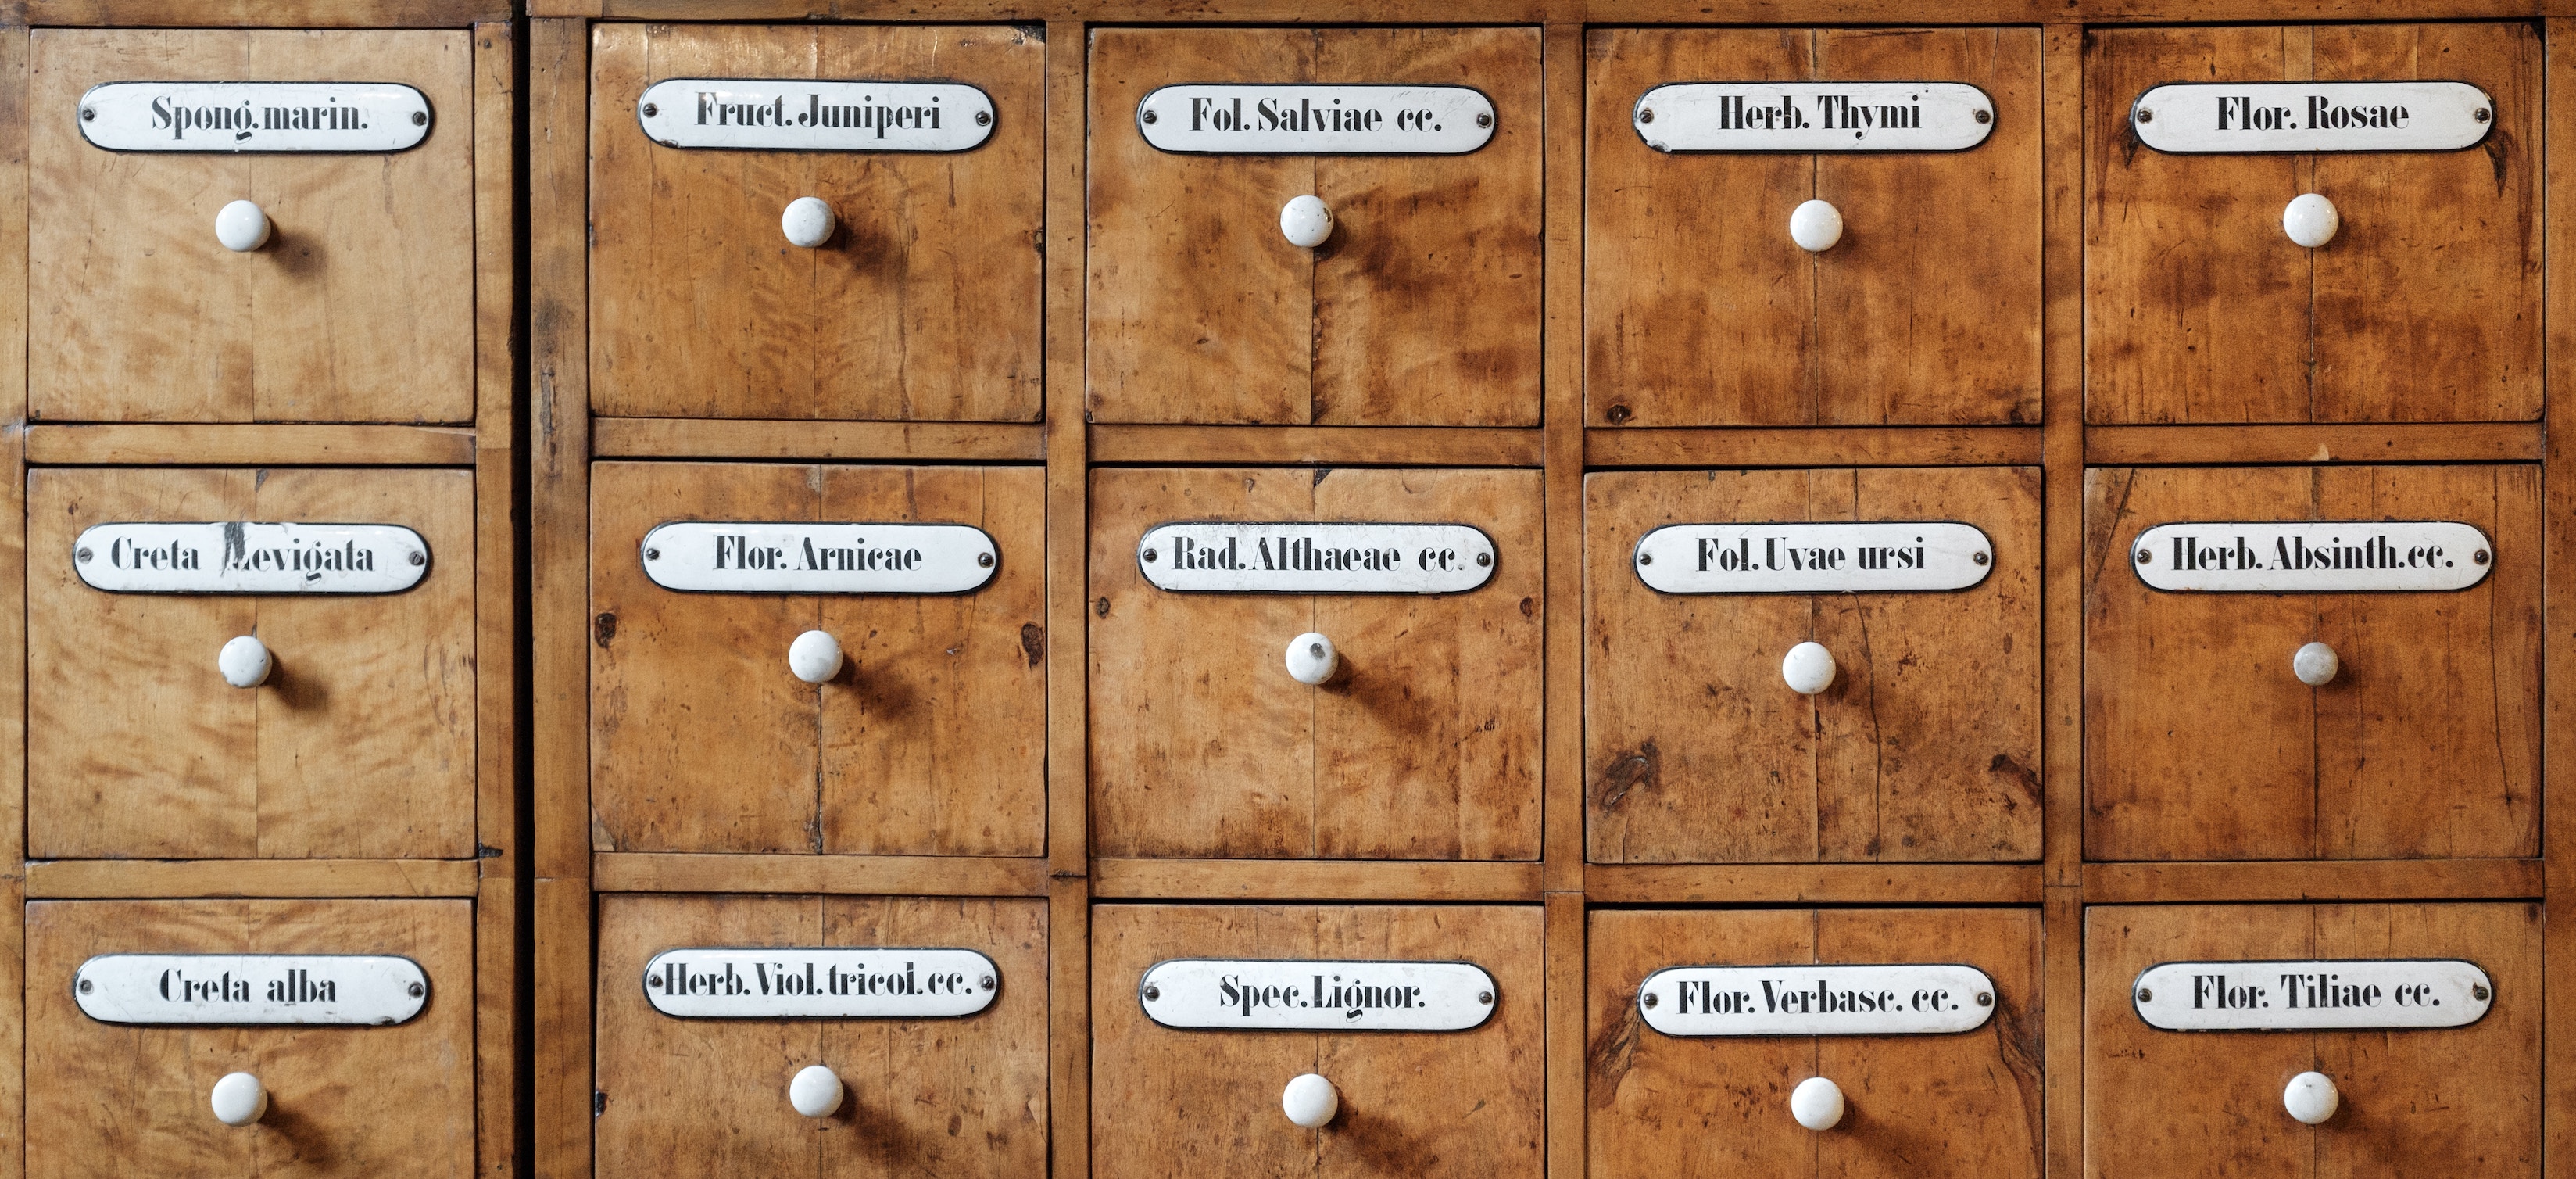 Spong. marin.
Fruct. Juniperi
Fol. Salviae cc.
Herb. Thymi
Flor. Rosae
Creta Levigata
Flor. Arnicae
Rad. Althaeae cc.
Fol. Uvae ursi
Herb. Absinth. cc.
Creta alba
Herb. Viol. tricol. cc.
Spec. Lignor.
Flor. Verbasc. cc.
Flor. Tiliae cc.